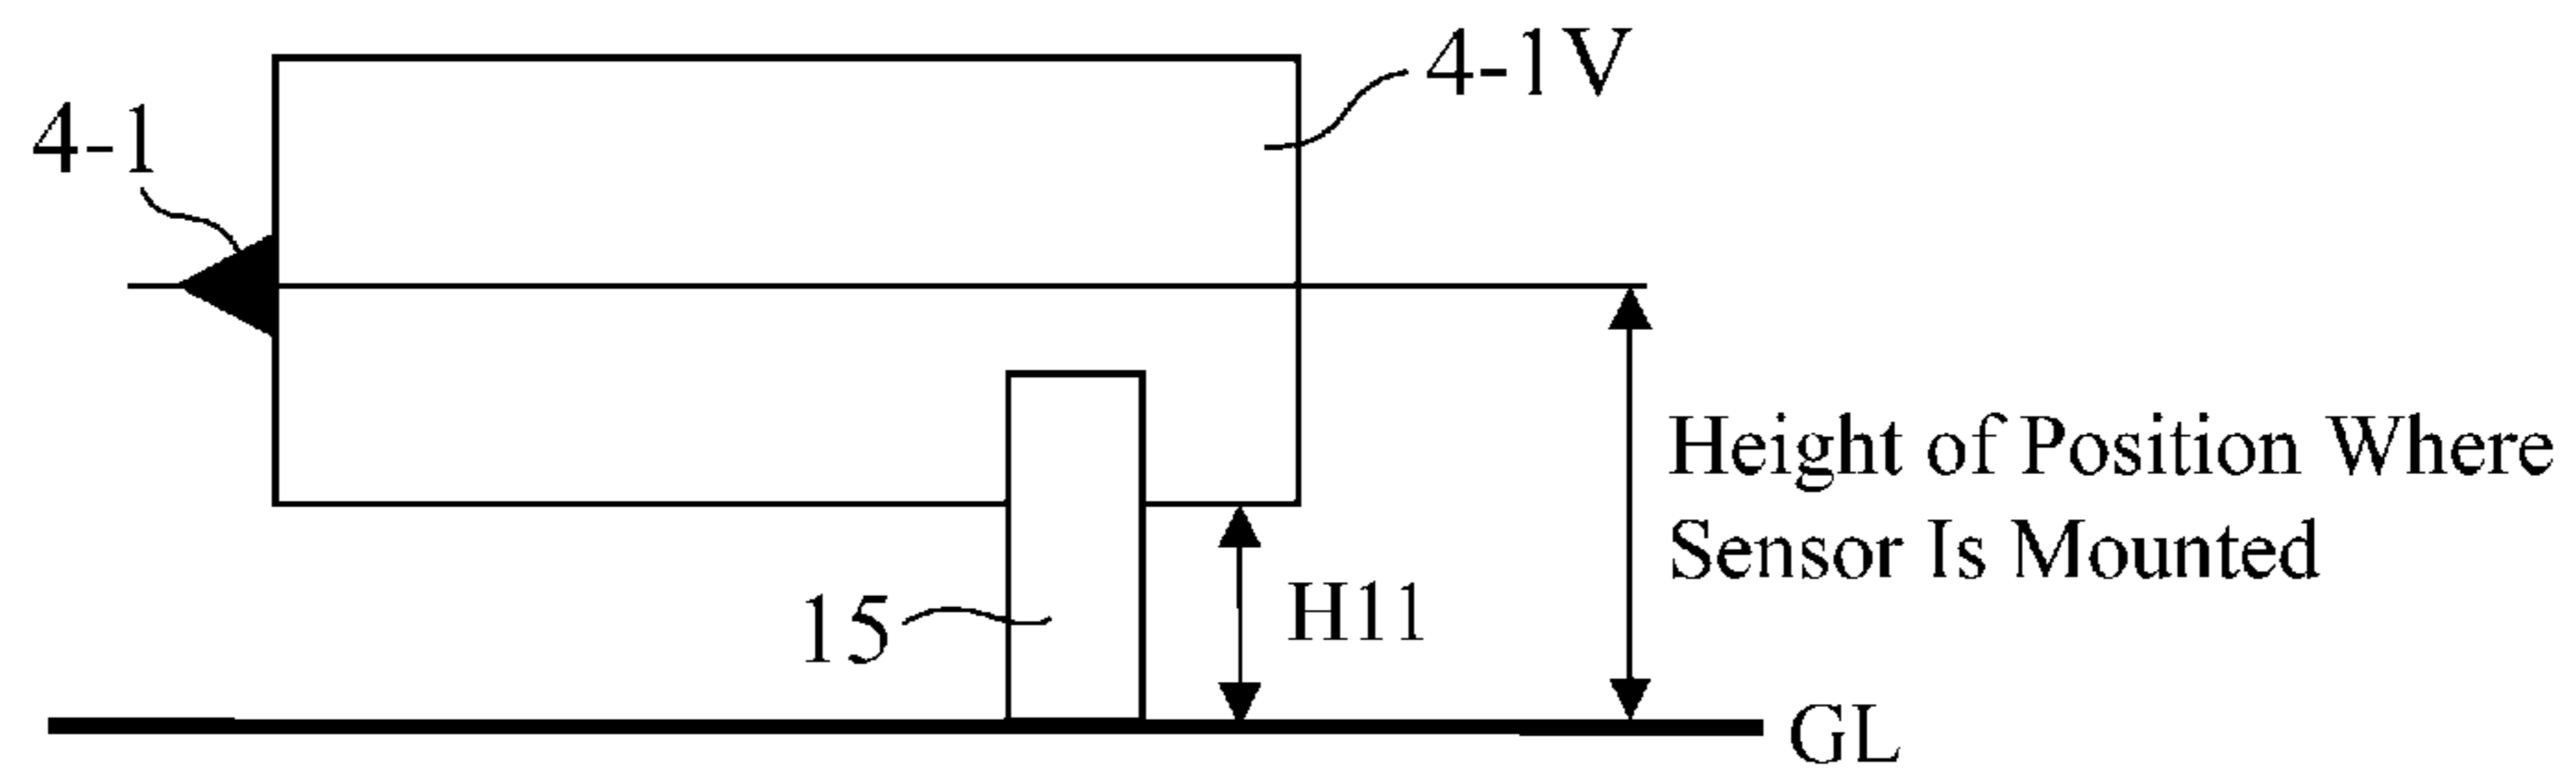 4-1V
4-1
Height of Position Where
Sensor Is Mounted
15
H11
GL